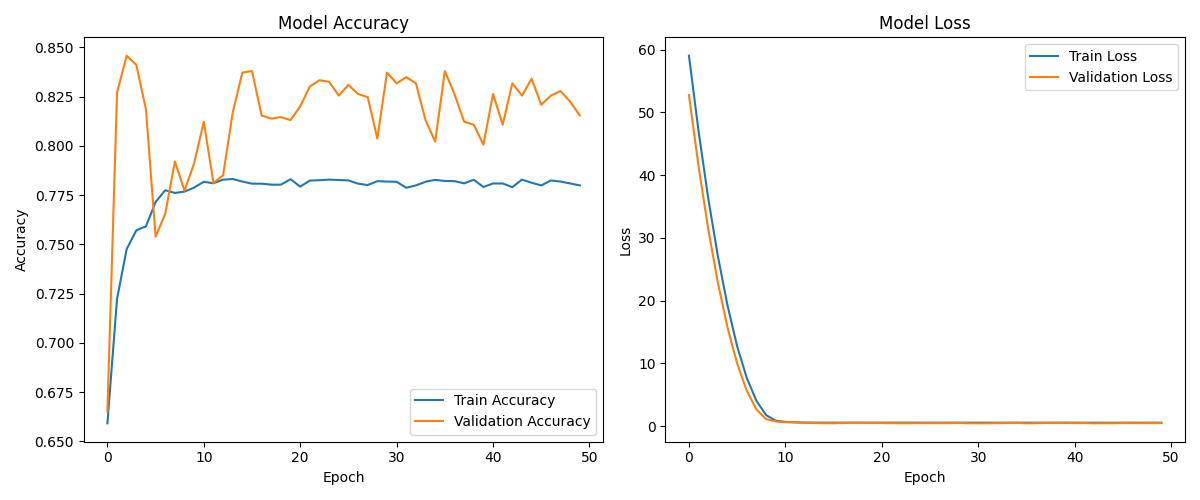 Model Accuracy
0.850
0.825
0.800
0.775
0.750
0.725
0.700
0.675
0.650
Accuracy
0 10 20 30 40 50
Epoch
Train Accuracy
Validation Accuracy
Model Loss
60
50
40
30
20
10
0
Loss
0 10 20 30 40 50
Epoch
Train Loss
Validation Loss